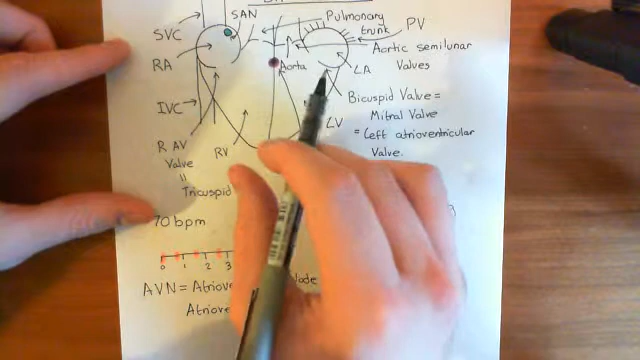 SAN
Pulmonary
trunk
PV
SVC
Aortic semilunar
Valves
RA
Aorta
LA
IVC
Bicuspid Valve =
Mitral Valve
= Left atrioventricular
Valve.
LV
R AV
Valve
=
Tricuspid
RV
70 bpm
0 1 2 3
AVN = Atriove
Node
Atriove